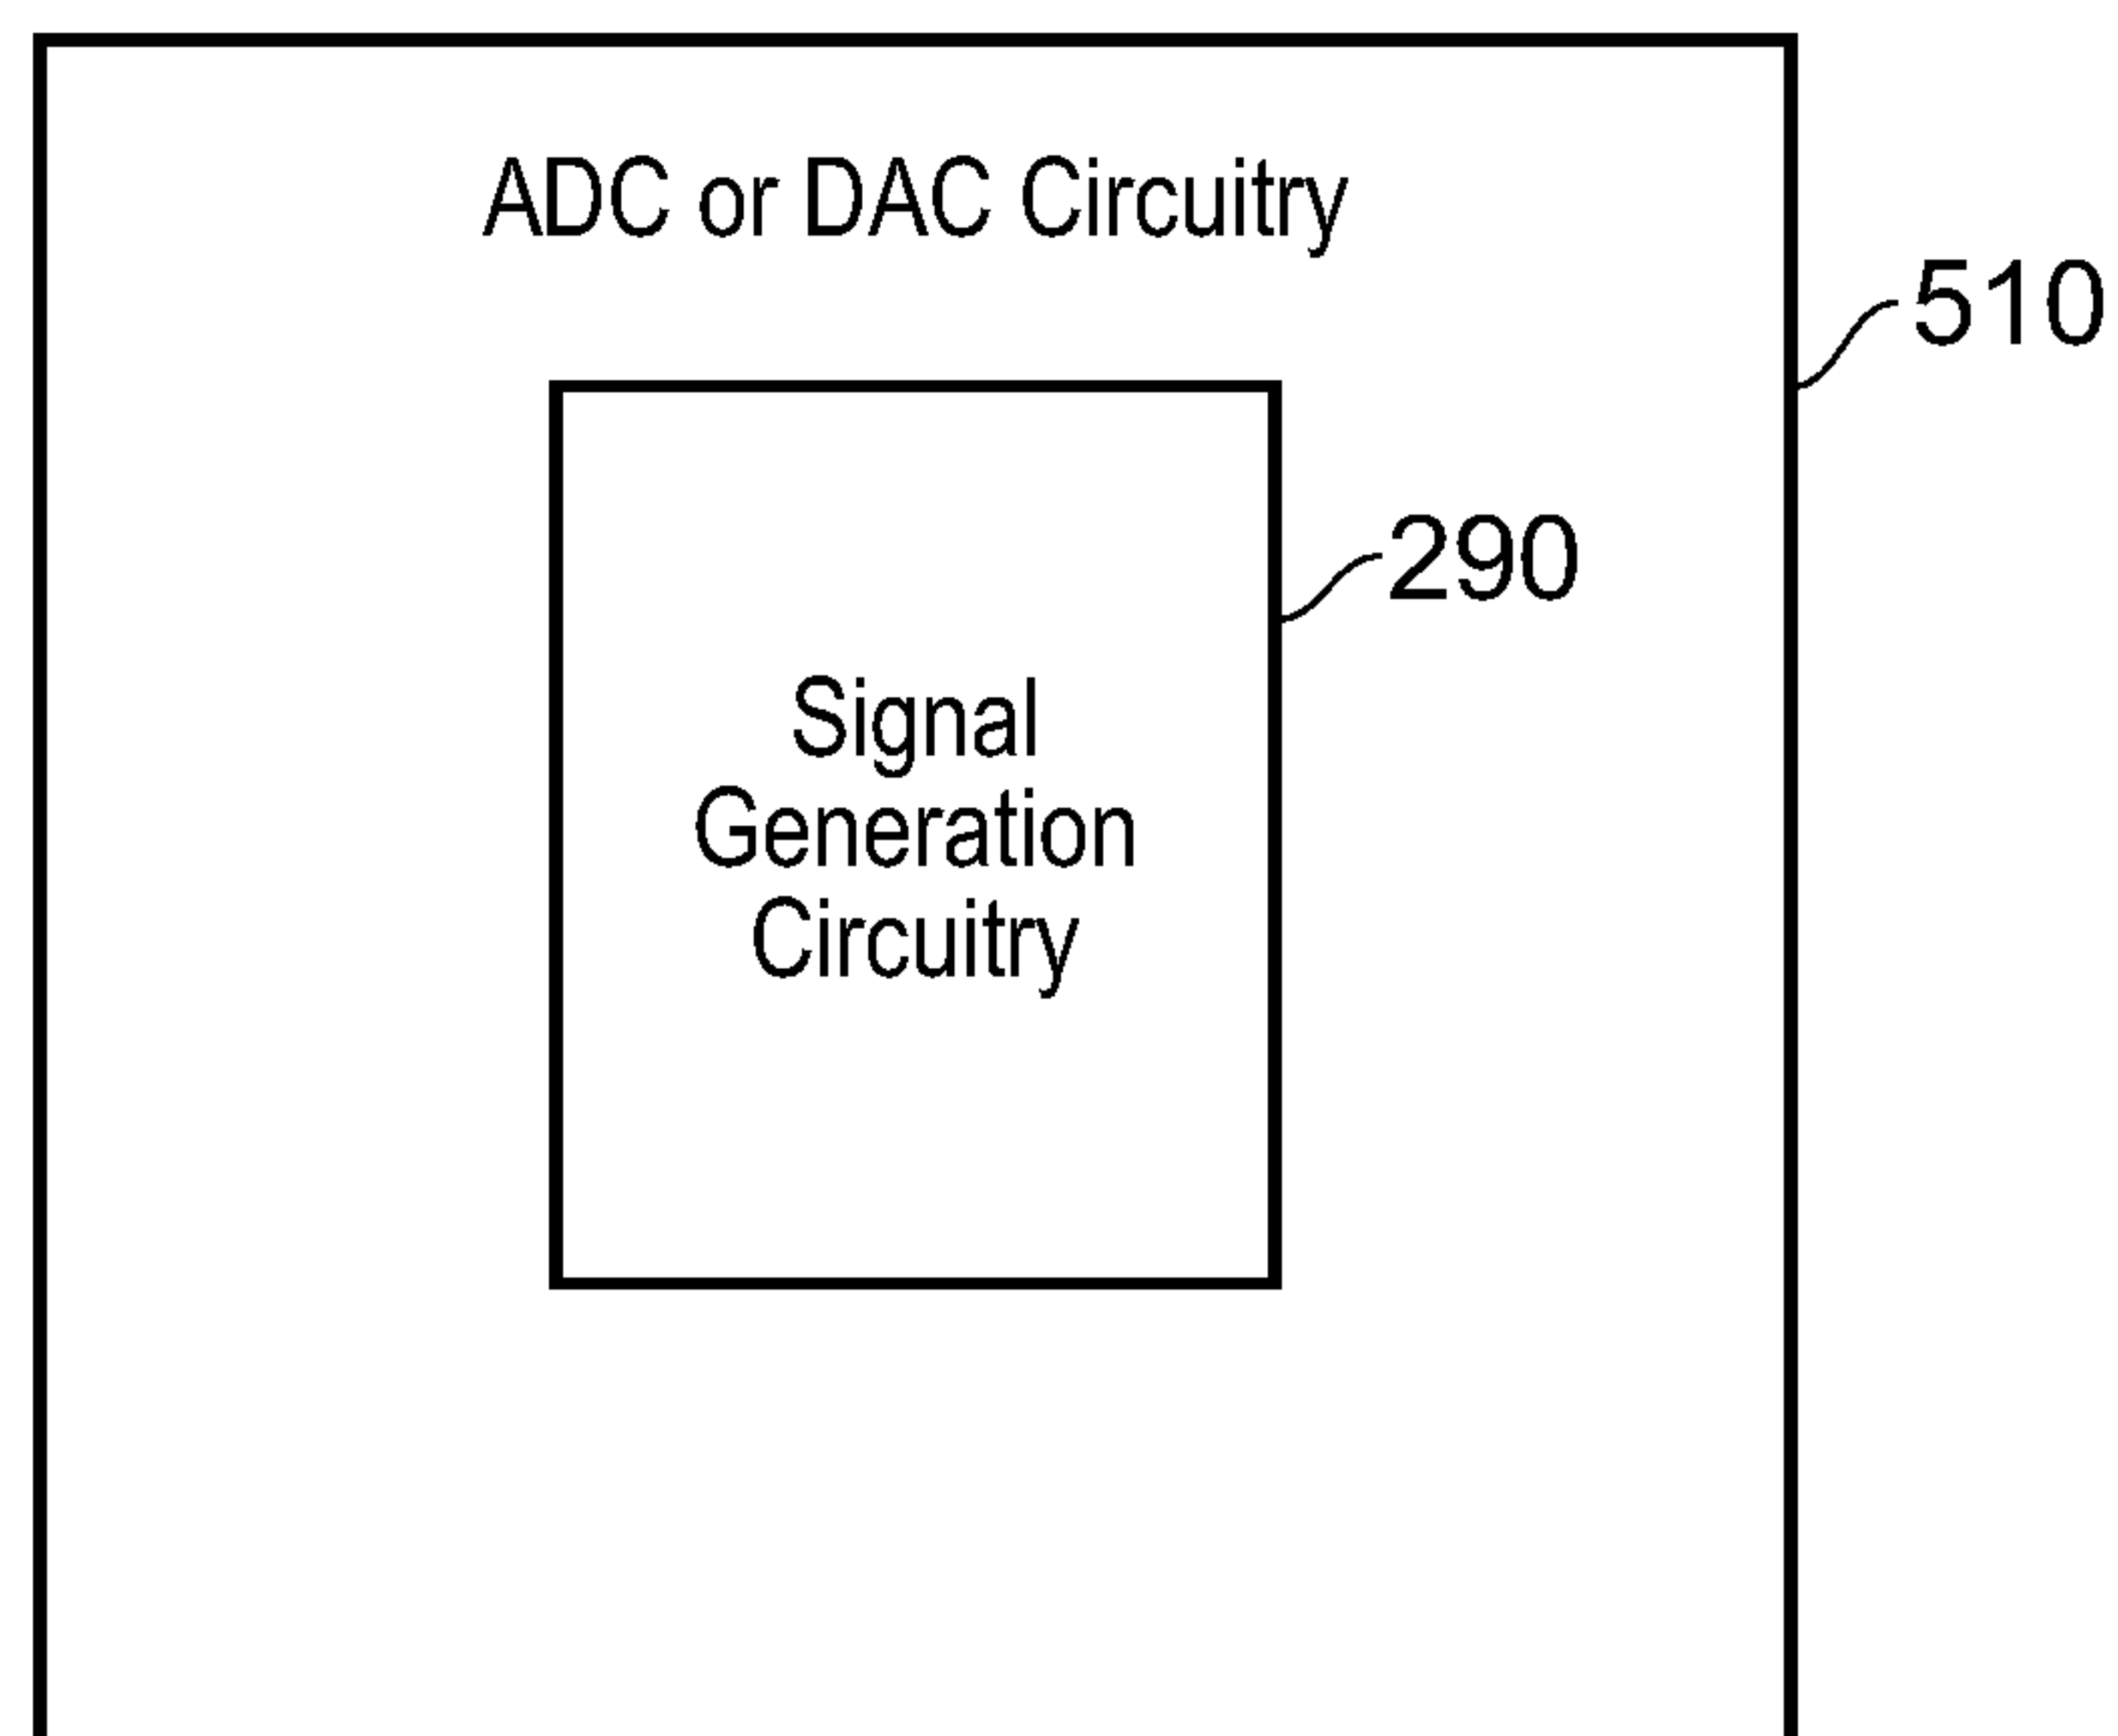 ADC or DAC Circuitry
510
290
Signal
Generation
Circuitry